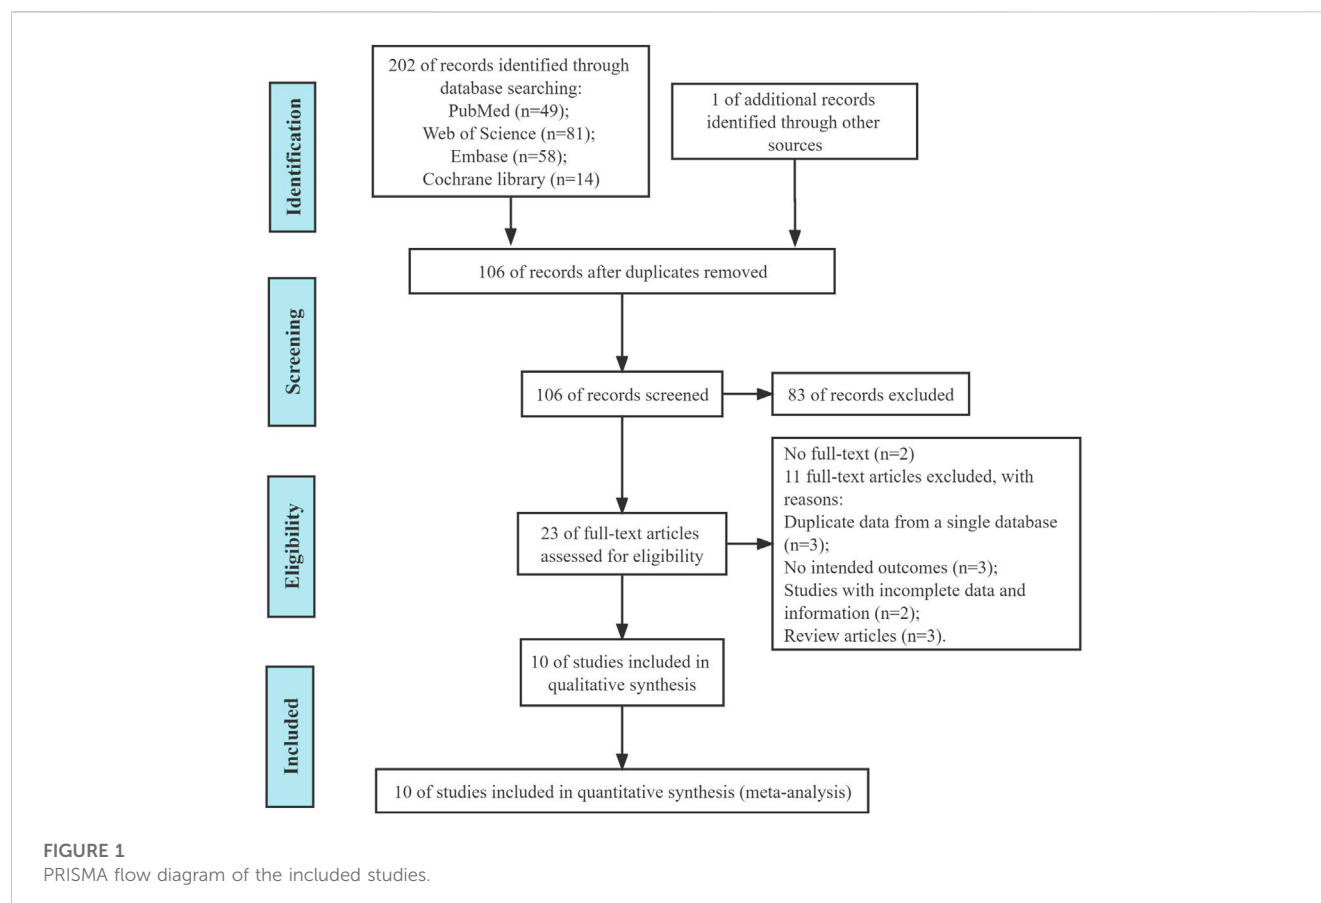 Identification
202 of records identified through
database searching:
PubMed (n=49);
Web of Science (n=81);
Embase (n=58);
Cochrane library (n=14)
1 of additional records
identified through other
sources
106 of records after duplicates removed
Screening
106 of records screened
83 of records excluded
Eligibility
23 of full-text articles
assessed for eligibility
No full-text (n=2)
11 full-text articles excluded, with
reasons:
Duplicate data from a single database
(n=3);
No intended outcomes (n=3);
Studies with incomplete data and
information (n=2);
Review articles (n=3).
10 of studies included in
qualitative synthesis
Included
10 of studies included in quantitative synthesis (meta-analysis)
FIGURE 1
PRISMA flow diagram of the included studies.